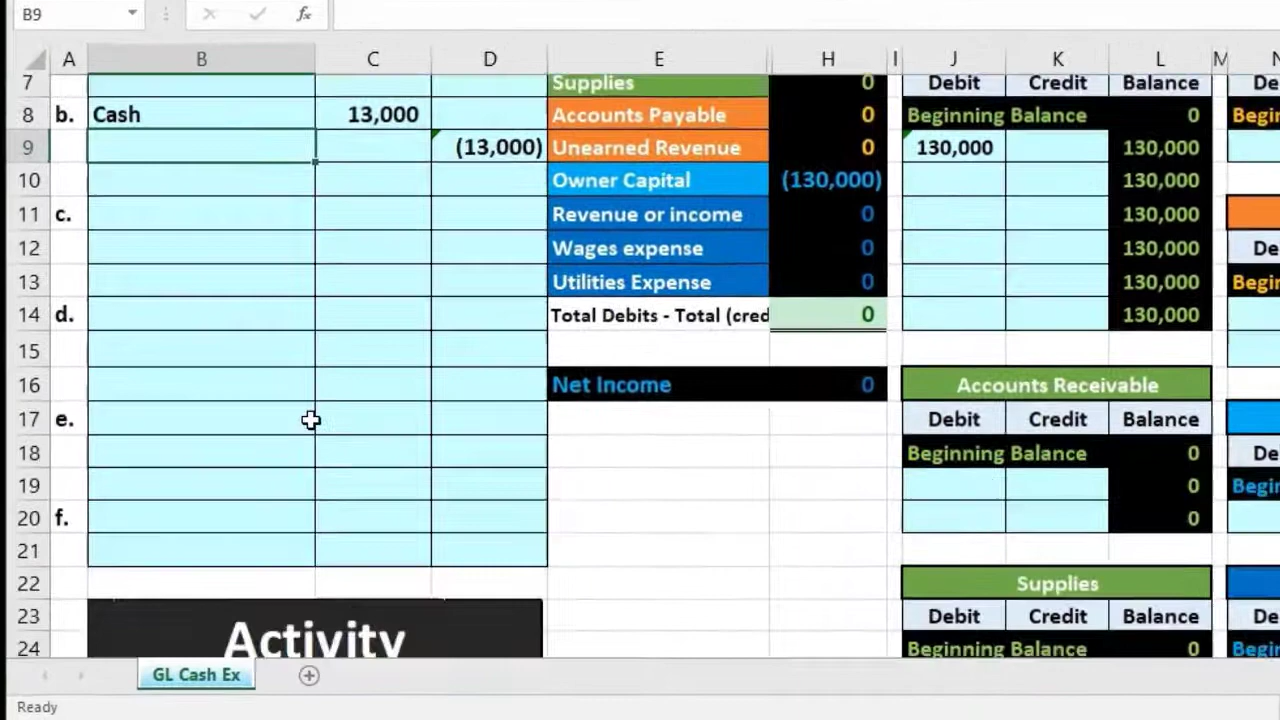 B9 fx
A B C D E H I J K L M N
7 Supplies 0 Debit Credit Balance De
8 b. Cash 13,000 Accounts Payable 0 Beginning Balance 0 Begi
9 (13,000) Unearned Revenue 0 130,000 130,000
10 Owner Capital (130,000) 130,000
11 c. Revenue or income 0 130,000
12 Wages expense 0 130,000 De
13 Utilities Expense 0 130,000 Begin
14 d. Total Debits - Total (cred 0 130,000
15
16 Net Income 0 Accounts Receivable
17 e. Debit Credit Balance
18 Beginning Balance 0 De
19 0 Begi
20 f. 0
21
22 Supplies
23 Activity Debit Credit Balance De
24 Beginning Balance 0 Begi
GL Cash Ex
Ready